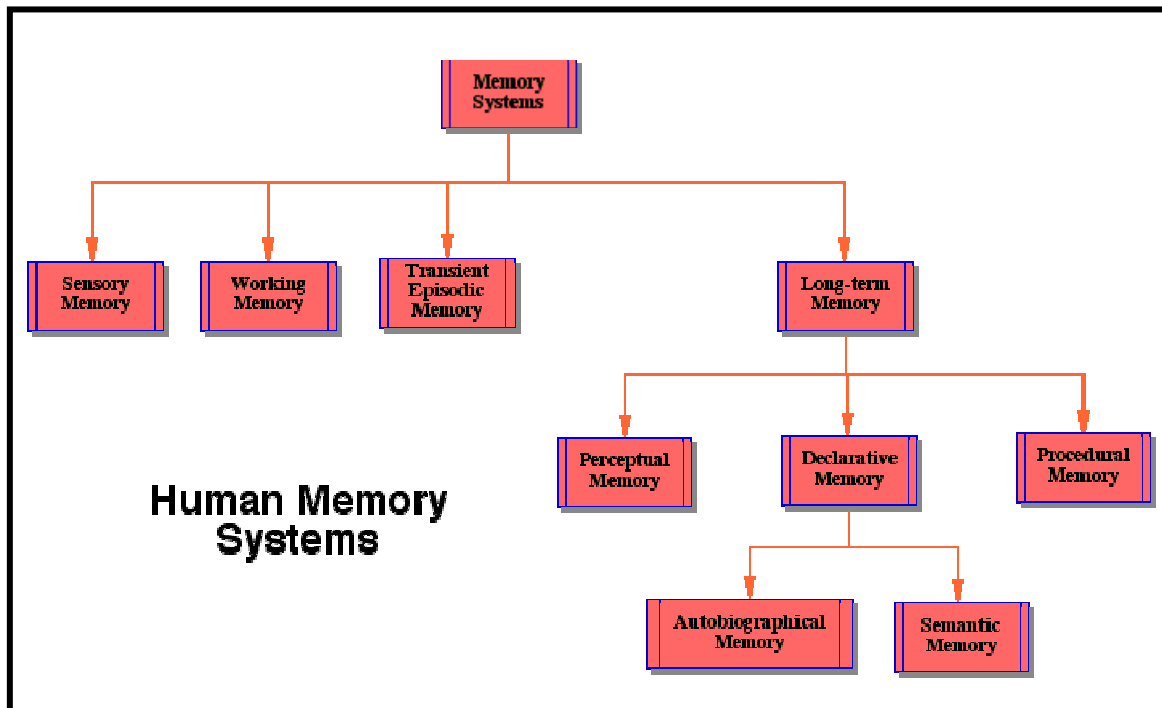 Memory
Systems
Sensory
Memory
Working
Memory
Transient
Episodic
Memory
Long-term
Memory
Perceptual
Memory
Declarative
Memory
Procedural
Memory
Human Memory
Systems
Autobiographical
Memory
Semantic
Memory